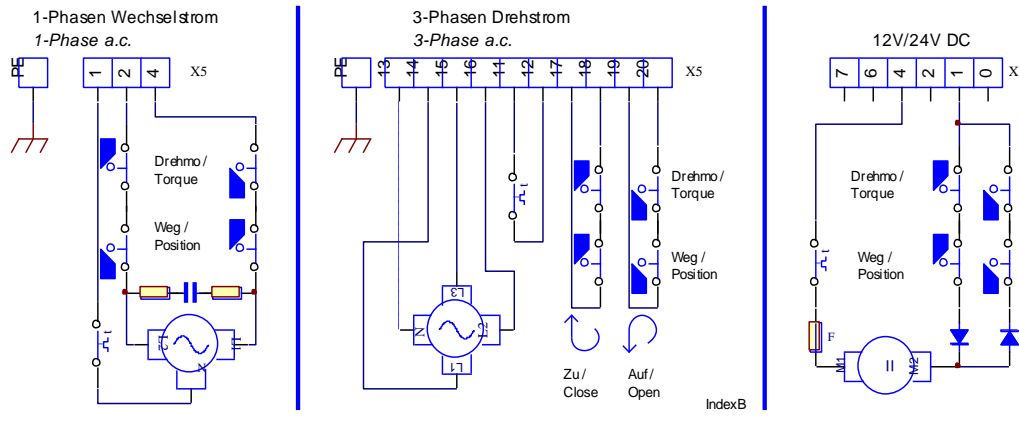 1-Phasen Wechselstrom
1-Phase a.c.
PE
1 2 4 X5
Drehmo/
Torque
Weg/
Position
t
L2 L1
N
3-Phasen Drehstrom
3-Phase a.c.
PE
13 14 15 16 11 12 17 18 19 20 X5
t
Drehmo/
Torque
Weg/
Position
L3
N L2
L1
Zu/
Close
Auf/
Open
IndexB
12V/24V DC
7 6 4 2 1 0 X
Drehmo/
Torque
Weg/
Position
t
F
M1 = M2